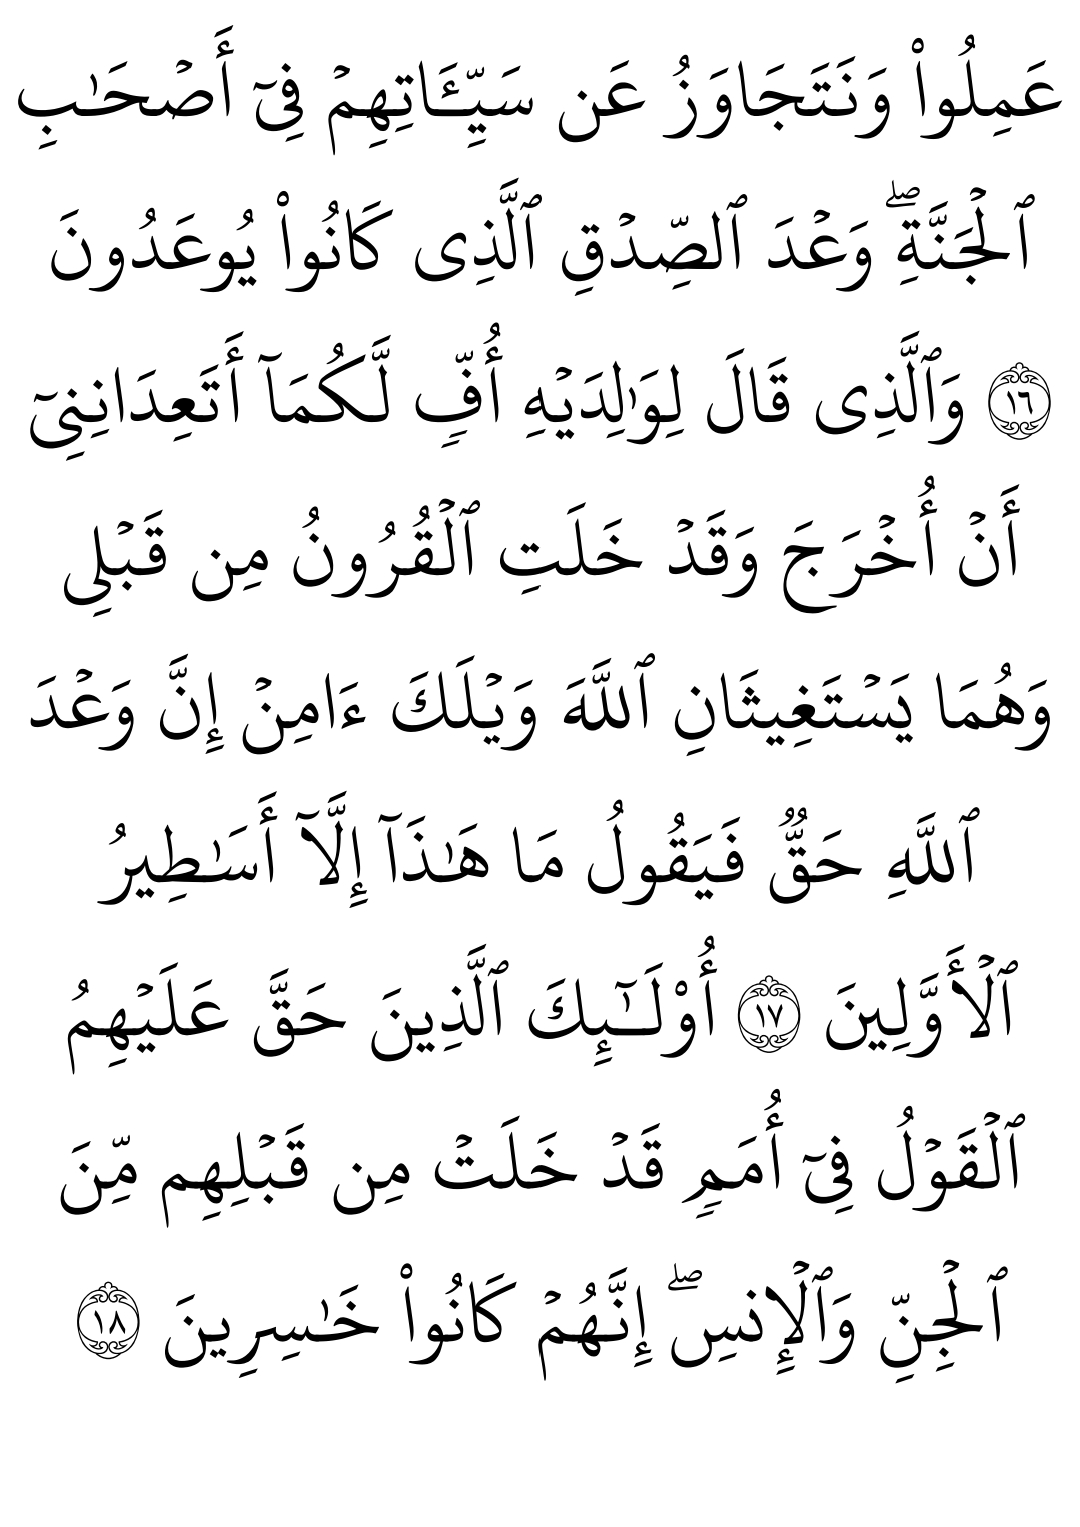 عَمِلُوا۟ وَنَتَجَاوَزُ عَن سَيِّـَٔاتِهِمْ فِىٓ أَصْحَـٰبِ
ٱلْجَنَّةِ ۖ وَعْدَ ٱلصِّدْقِ ٱلَّذِى كَانُوا۟ يُوعَدُونَ
١٦ وَٱلَّذِى قَالَ لِوَٰلِدَيْهِ أُفٍّ لَّكُمَآ أَتَعِدَانِنِىٓ
أَنْ أُخْرَجَ وَقَدْ خَلَتِ ٱلْقُرُونُ مِن قَبْلِى
وَهُمَا يَسْتَغِيثَانِ ٱللَّهَ وَيْلَكَ ءَامِنْ إِنَّ وَعْدَ
ٱللَّهِ حَقٌّ فَيَقُولُ مَا هَـٰذَآ إِلَّآ أَسَـٰطِيرُ
ٱلْأَوَّلِينَ ١٧ أُو۟لَـٰٓئِكَ ٱلَّذِينَ حَقَّ عَلَيْهِمُ
ٱلْقَوْلُ فِىٓ أُمَمٍ قَدْ خَلَتْ مِن قَبْلِهِم مِّنَ
ٱلْجِنِّ وَٱلْإِنسِ ۖ إِنَّهُمْ كَانُوا۟ خَـٰسِرِينَ ١٨